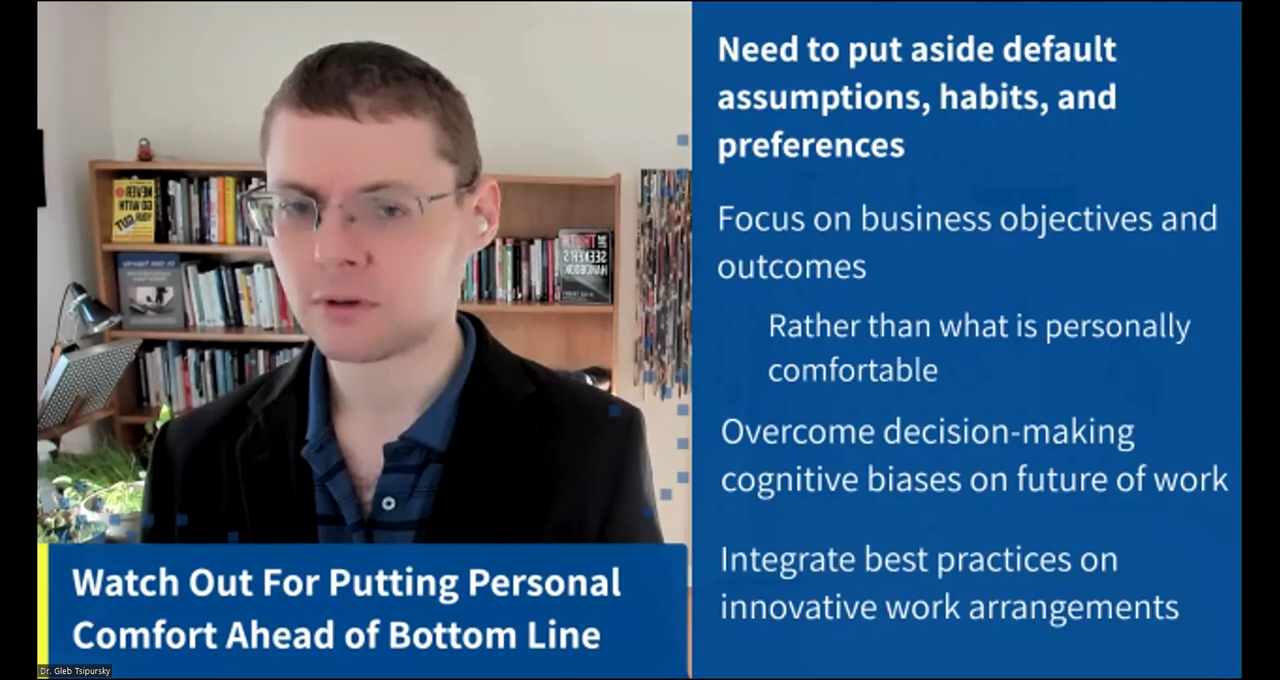 Need to put aside default
assumptions, habits, and
preferences
Focus on business objectives and
outcomes
Rather than what is personally
comfortable
Overcome decision-making
cognitive biases on future of work
Integrate best practices on
innovative work arrangements
NEVER
GO WITH
YOUR GUT
Dr. Gleb Tsipursky
THE
TRUTH
SEEKER'S
HANDBOOK
Watch Out For Putting Personal
Comfort Ahead of Bottom Line
Dr. Gleb Tsipursky